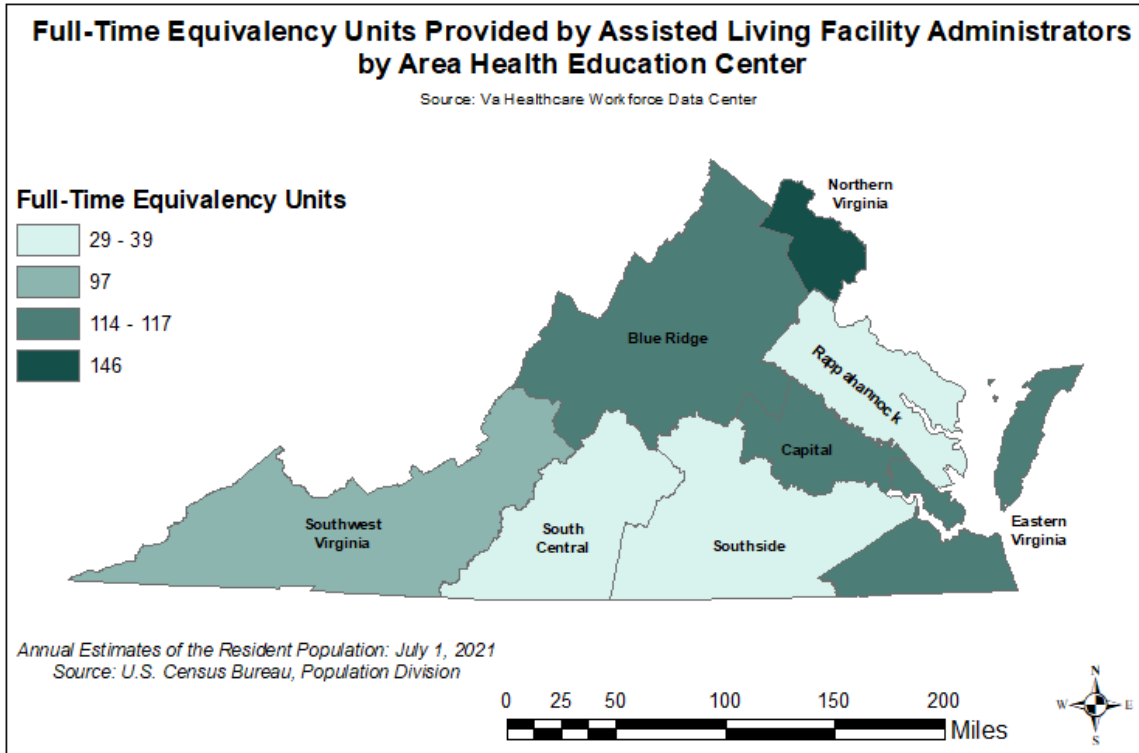 Full-Time Equivalency Units Provided by Assisted Living Facility Administrators
by Area Health Education Center
Source: Va Healthcare Workforce Data Center
Full-Time Equivalency Units
29 - 39
97
114 - 117
146
Northern
Virginia
Blue Ridge
Rappahannock
Capital
Southwest
Virginia
South
Central
Southside
Eastern
Virginia
Annual Estimates of the Resident Population: July 1, 2021
Source: U.S. Census Bureau, Population Division
0 25 50 100 150 200
Miles
N
W E
S